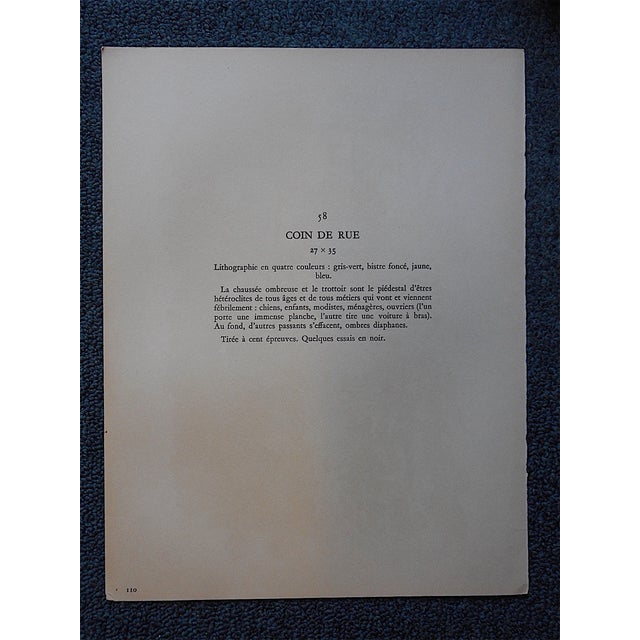 58
COIN DE RUE
27 × 35
Lithographie en quatre couleurs : gris-vert, bistre foncé, jaune,
bleu.
La chaussée ombreuse et le trottoir sont le piédestal d'êtres
hétéroclites de tous âges et de tous métiers qui vont et viennent
fébrilement : chiens, enfants, modistes, ménagères, ouvriers (l'un
porte une immense planche, l'autre tire une voiture à bras).
Au fond, d'autres passants s'effacent, ombres diaphanes.
Tirée à cent épreuves. Quelques essais en noir.
110